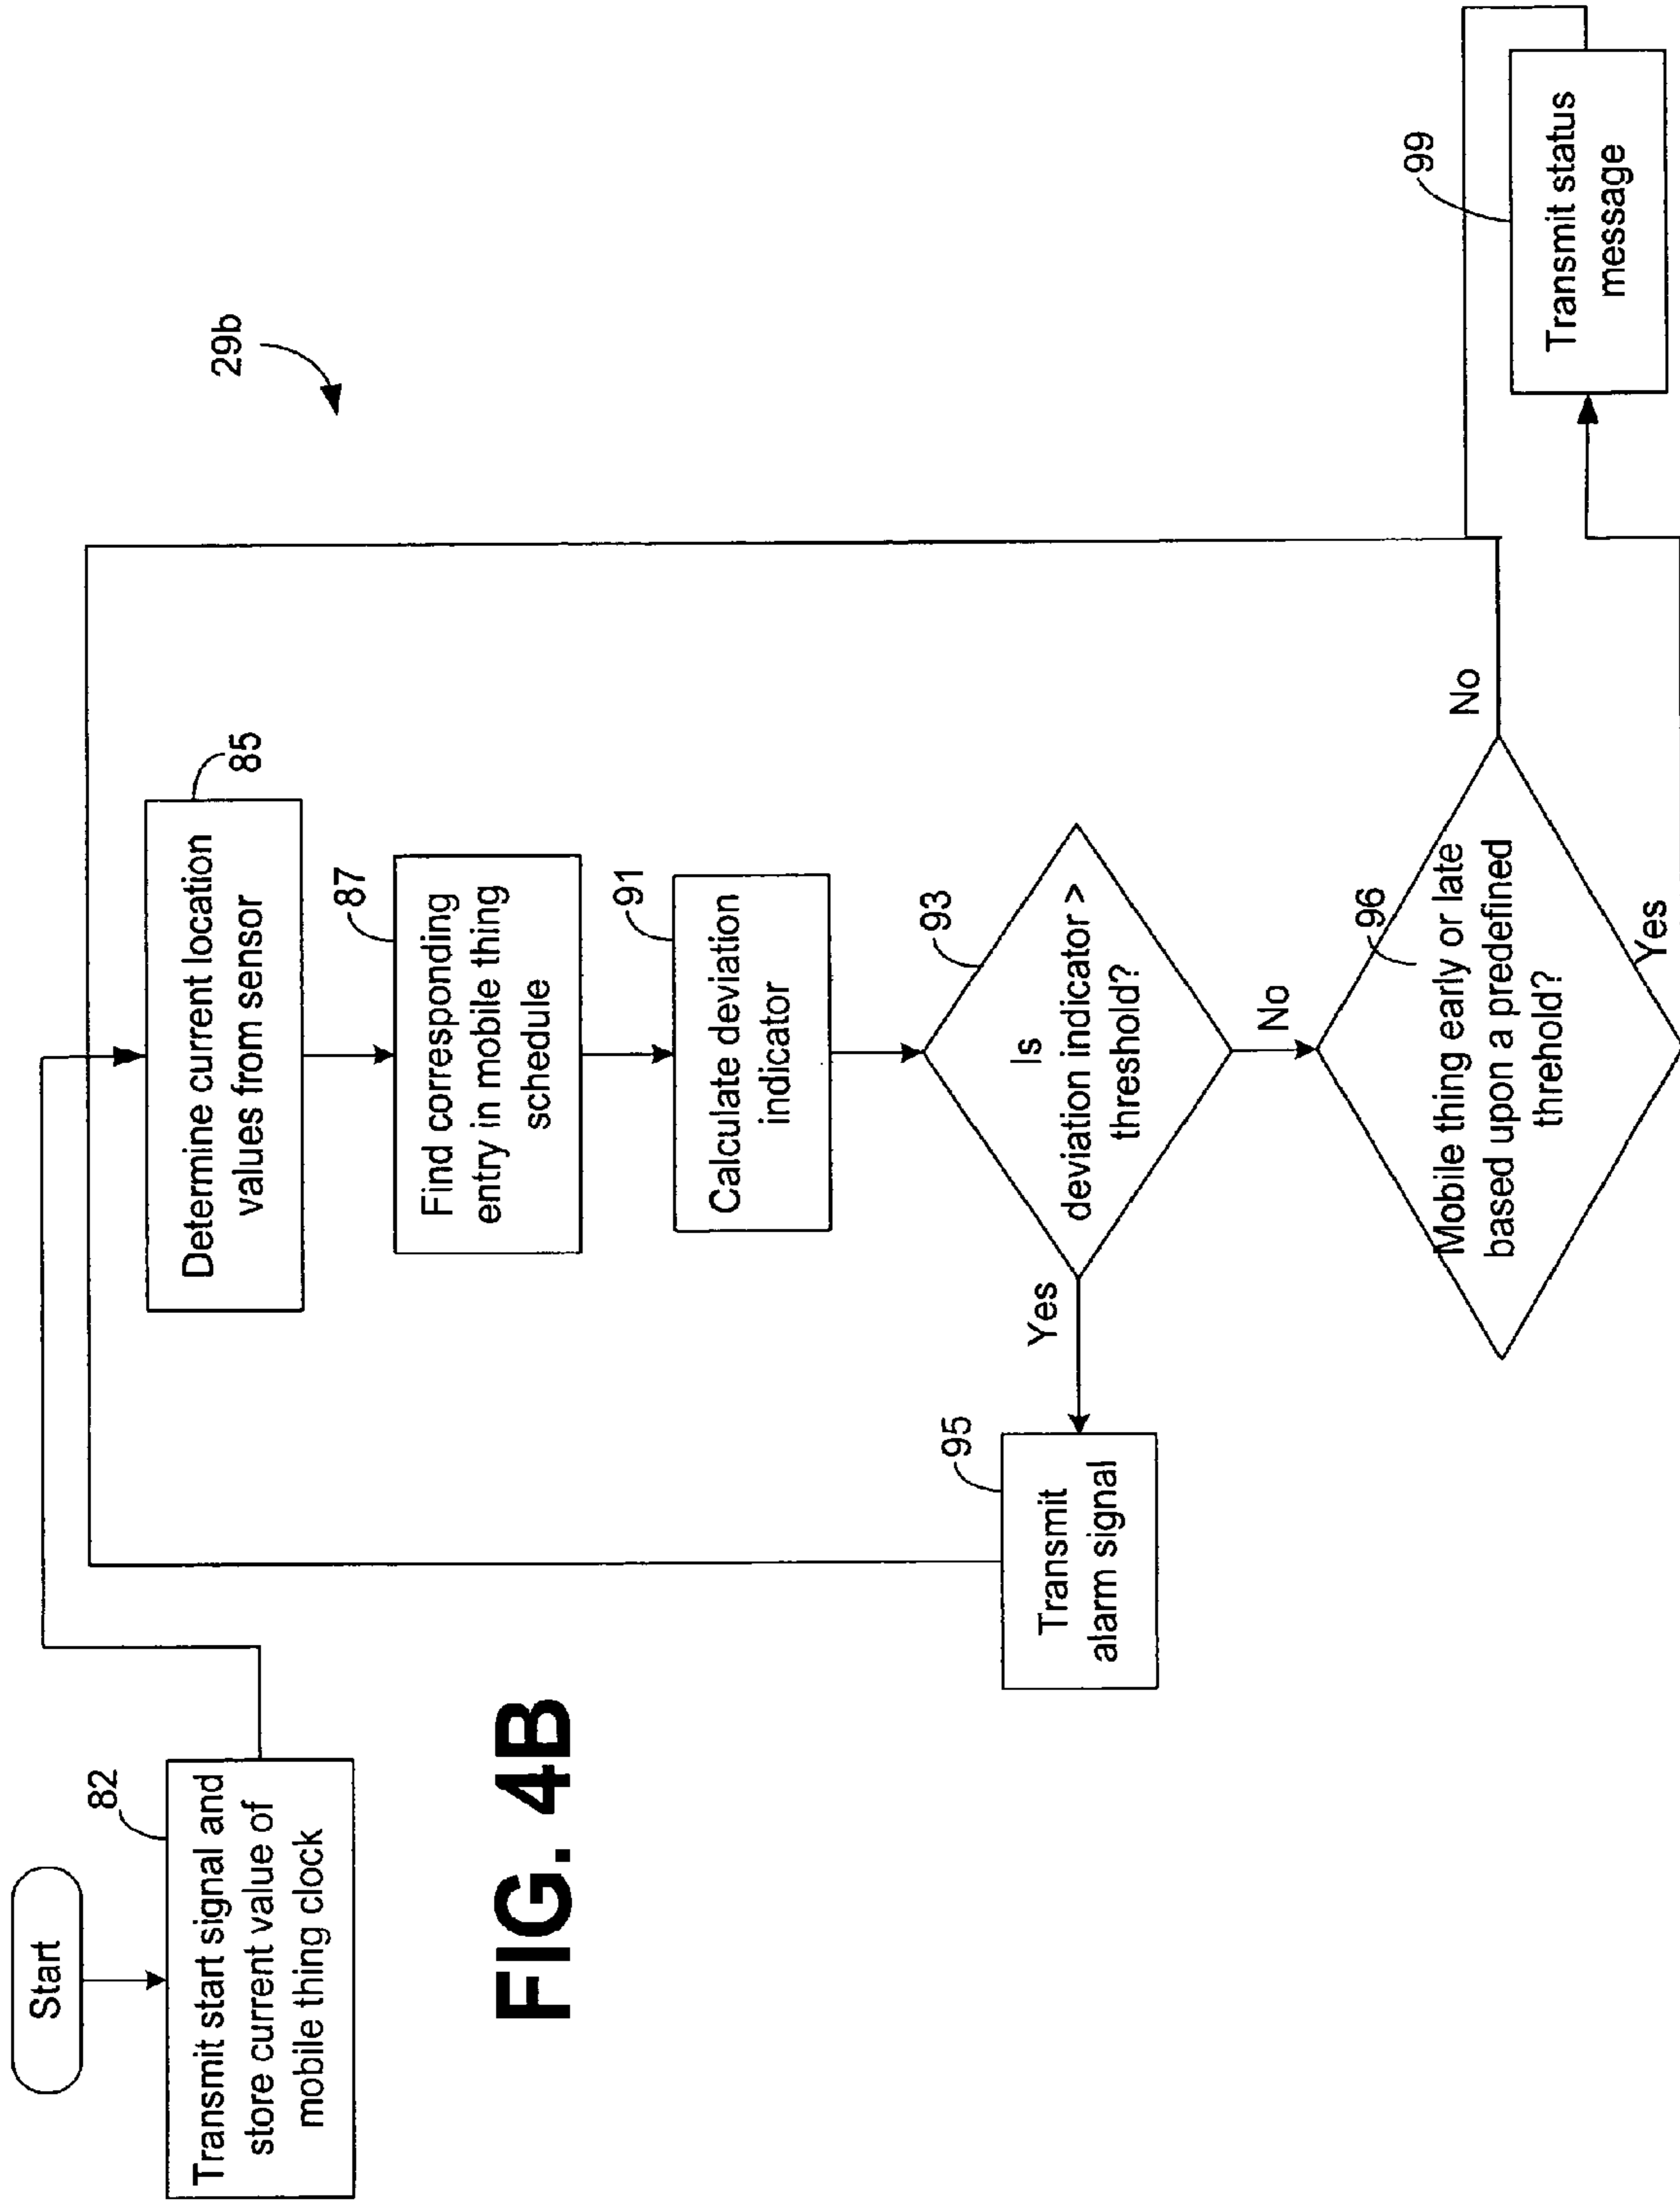 Start
82
Transmit start signal and
store current value of
mobile thing clock
FIG. 4B
29b
Determine current location
values from sensor
85
Find corresponding
entry in mobile thing
schedule
87
Calculate deviation
indicator
91
Is
deviation indicator >
threshold?
93
Yes
No
Transmit
alarm signal
95
Mobile thing early or late
based upon a predefined
threhold?
96
No
Yes
Transmit status
message
99